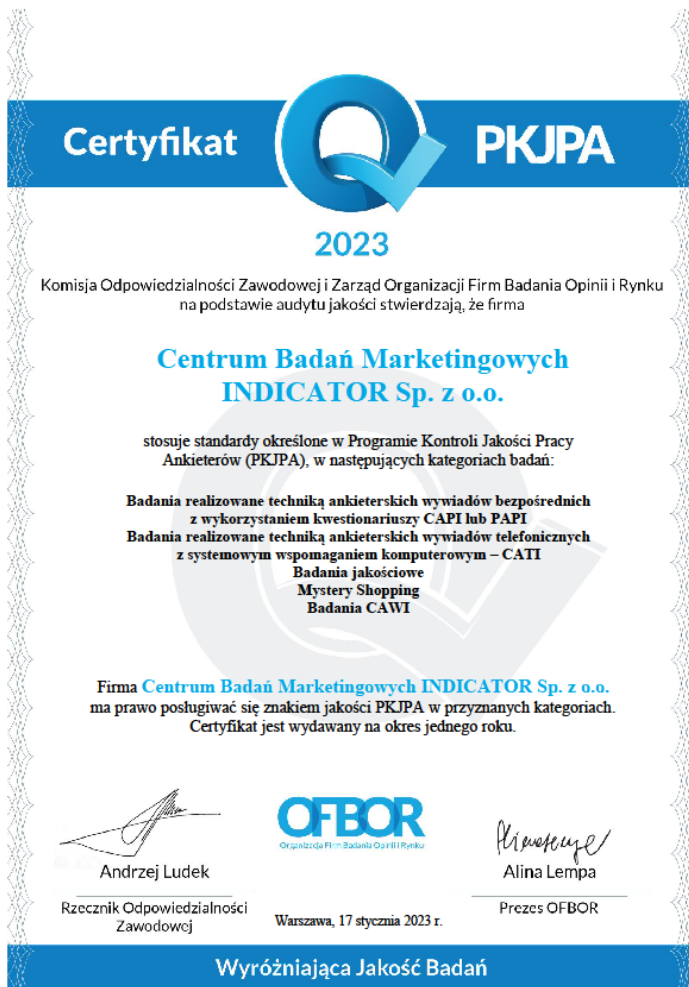 Certyfikat
PKJPA
2023
Komisja Odpowiedzialności Zawodowej i Zarząd Organizacji Firm Badania Opinii i Rynku
na podstawie audytu jakości stwierdzają, że firma
Centrum Badań Marketingowych
INDICATOR Sp. z o.o.
stosuje standardy określone w Programie Kontroli Jakości Pracy
Ankieterów (PKJPA), w następujących kategoriach badań:
Badania realizowane techniką ankieterskich wywiadów bezpośrednich
z wykorzystaniem kwestionariuszy CAPI lub PAPI
Badania realizowane techniką ankieterskich wywiadów telefonicznych
z systemowym wspomaganiem komputerowym – CATI
Badania jakościowe
Mystery Shopping
Badania CAWI
Firma Centrum Badań Marketingowych INDICATOR Sp. z o.o.
ma prawo posługiwać się znakiem jakości PKJPA w przyznanych kategoriach.
Certyfikat jest wydawany na okres jednego roku.
OFBOR
Organizacja Firm Badania Opinii i Rynku
Andrzej Ludek
Rzecznik Odpowiedzialności
Zawodowej
Warszawa, 17 stycznia 2023 r.
Alina Lempa
Prezes OFBOR
Wyróżniająca Jakość Badań